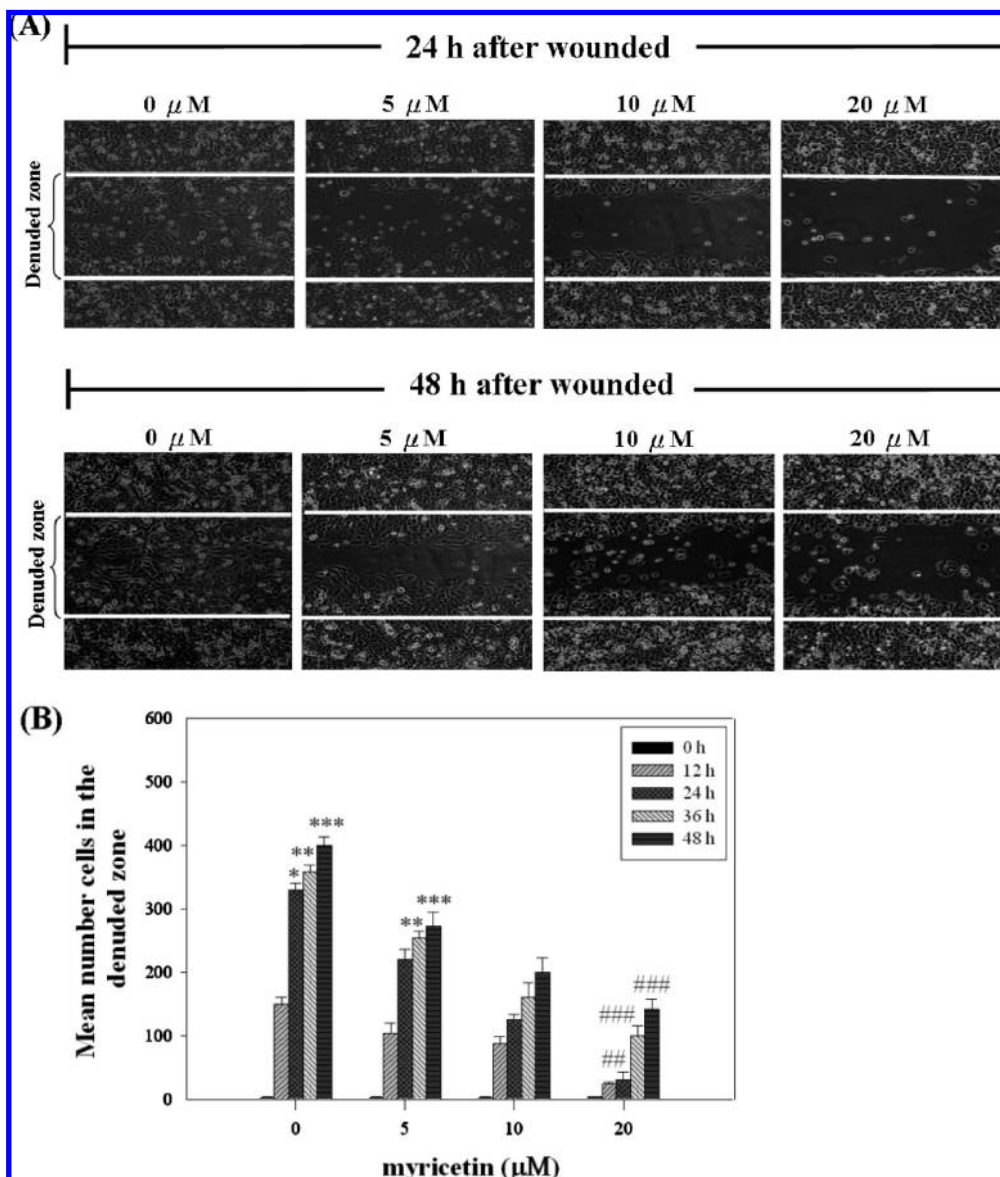 (A)
24 h after wounded
0 μM 5 μM 10 μM 20 μM
Denuded zone
48 h after wounded
0 μM 5 μM 10 μM 20 μM
Denuded zone
(B)
Mean number cells in the
denuded zone
600
500
400
300
200
100
0
0 h
12 h
24 h
36 h
48 h
*
**
***
**
***
##
###
###
0 5 10 20
myricetin (μM)